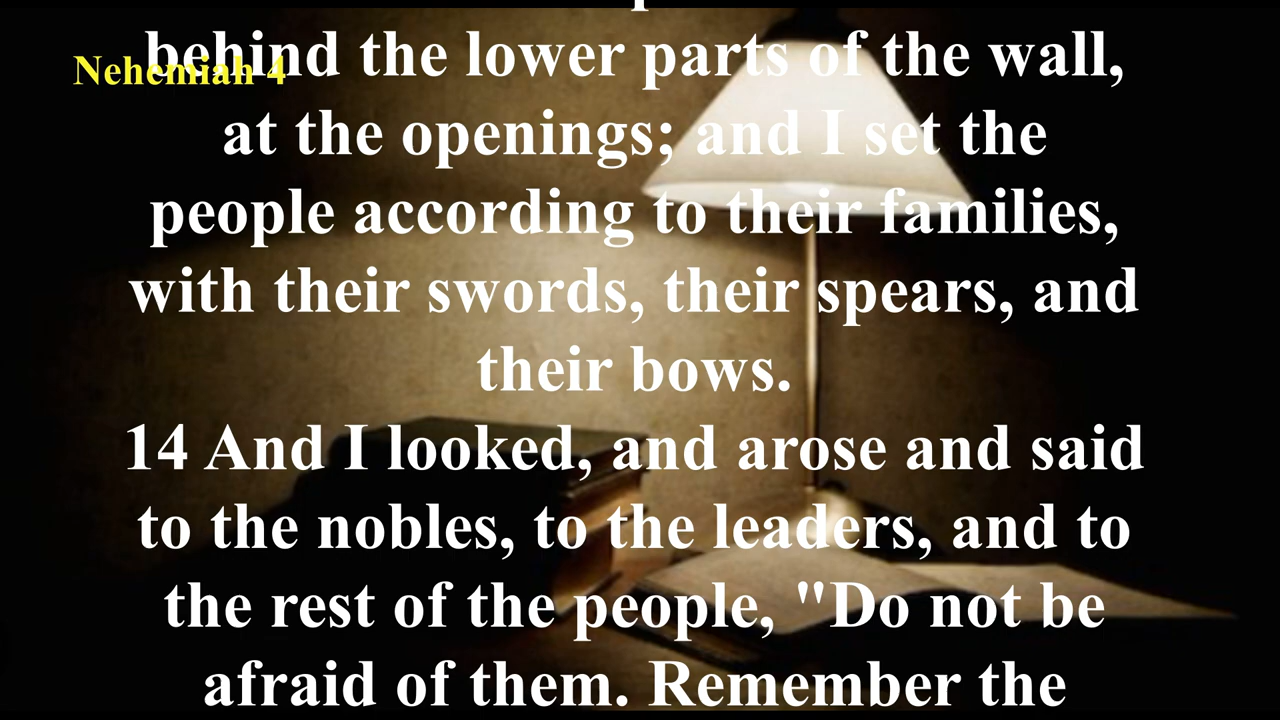 Nehemiah 4
behind the lower parts of the wall,
at the openings; and I set the
people according to their families,
with their swords, their spears, and
their bows.
14 And I looked, and arose and said
to the nobles, to the leaders, and to
the rest of the people, "Do not be
afraid of them. Remember the